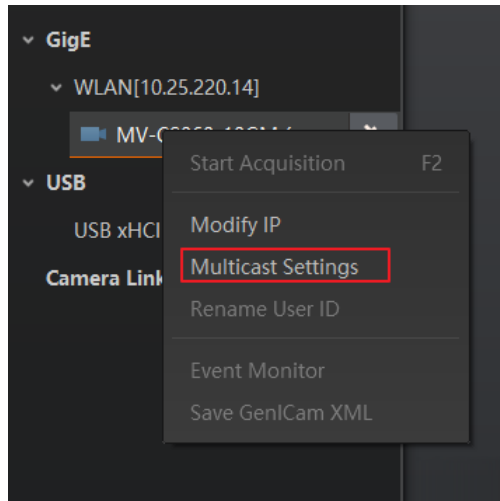 GigE
WLAN[10.25.220.14]
Start Acquisition F2
USB
USB xHCI
Modify IP
Camera Link
Multicast Settings
Rename User ID
Event Monitor
Save GenICam XML